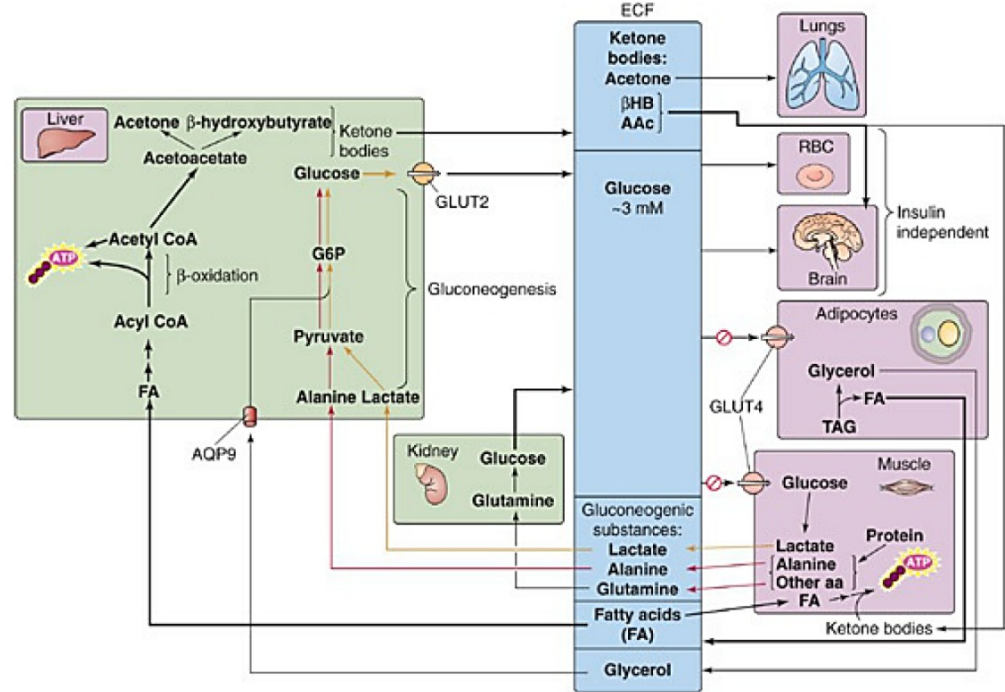 ECF
Ketone
bodies:
Acetone
βHB
AAc
Lungs
Liver
Acetone
β-hydroxybutyrate
Ketone
bodies
Acetoacetate
Glucose
GLUT2
Acetyl CoA
ATP
β-oxidation
G6P
Gluconeogenesis
Acyl CoA
Pyruvate
FA
Alanine Lactate
AQP9
Glucose
~3 mM
RBC
Brain
Insulin
independent
Adipocytes
Glycerol
FA
TAG
GLUT4
Kidney
Glucose
Glutamine
Muscle
Glucose
Lactate
Protein
Alanine
Other aa
ATP
FA
Ketone bodies
Gluconeogenic
substances:
Lactate
Alanine
Glutamine
Fatty acids
(FA)
Glycerol